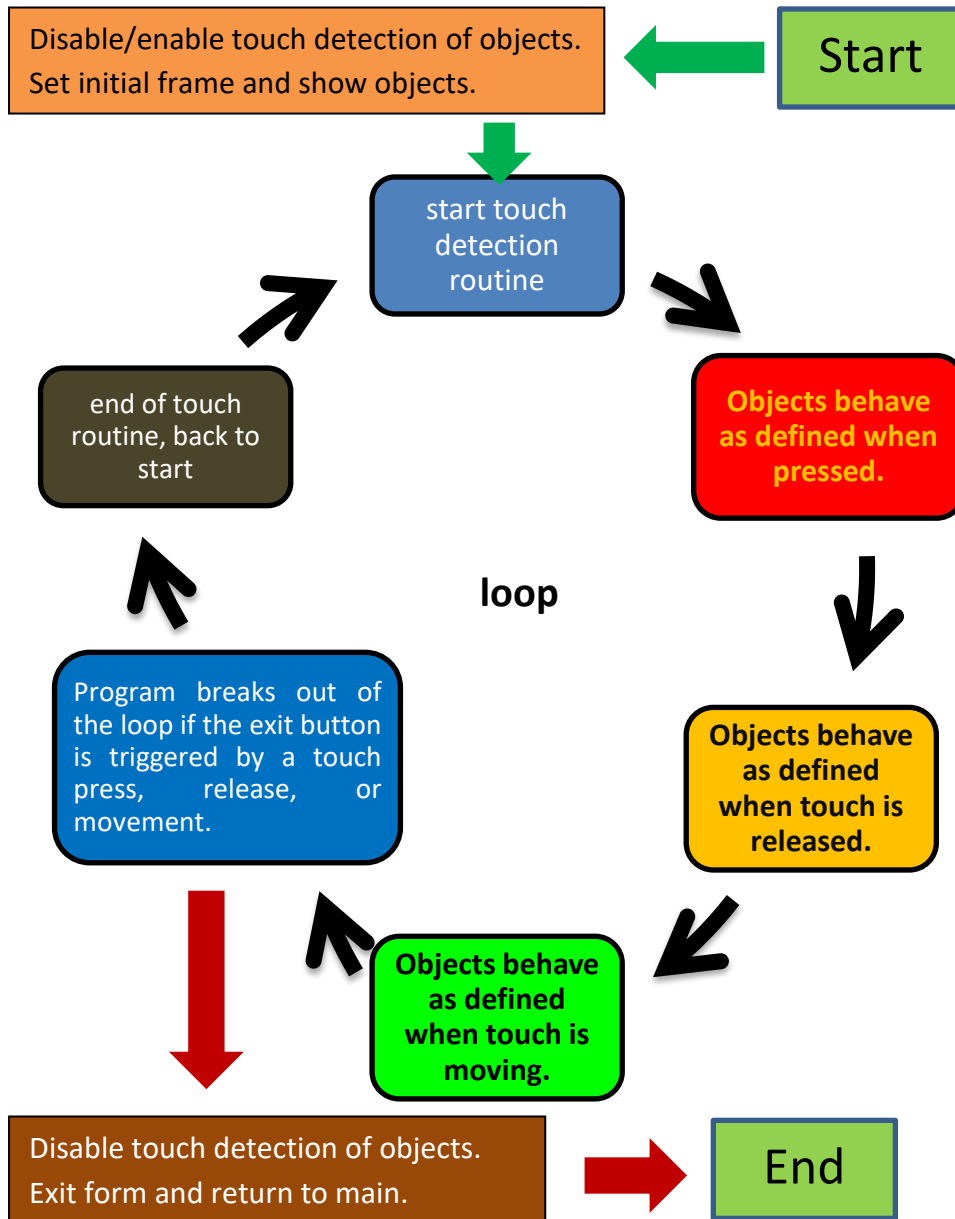 Disable/enable touch detection of objects.
Set initial frame and show objects.
Start
start touch
detection
routine
end of touch
routine, back to
start
Objects behave
as defined when
pressed.
loop
Program breaks out of
the loop if the exit button
is triggered by a touch
press, release, or
movement.
Objects behave
as defined
when touch is
released.
Objects behave
as defined
when touch is
moving.
Disable touch detection of objects.
Exit form and return to main.
End